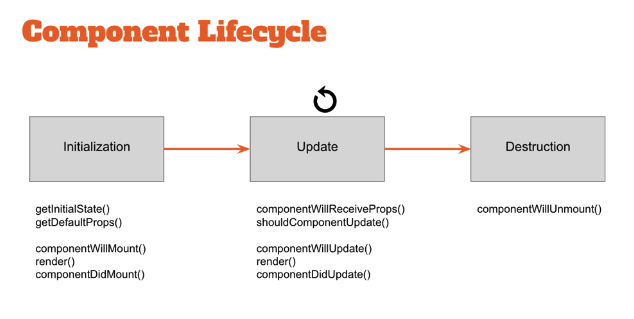 Component Lifecycle
Initialization
Update
Destruction
getInitialState()
getDefaultProps()
componentWillMount()
render()
componentDidMount()
componentWillReceiveProps()
shouldComponentUpdate()
componentWillUpdate()
render()
componentDidUpdate()
componentWillUnmount()